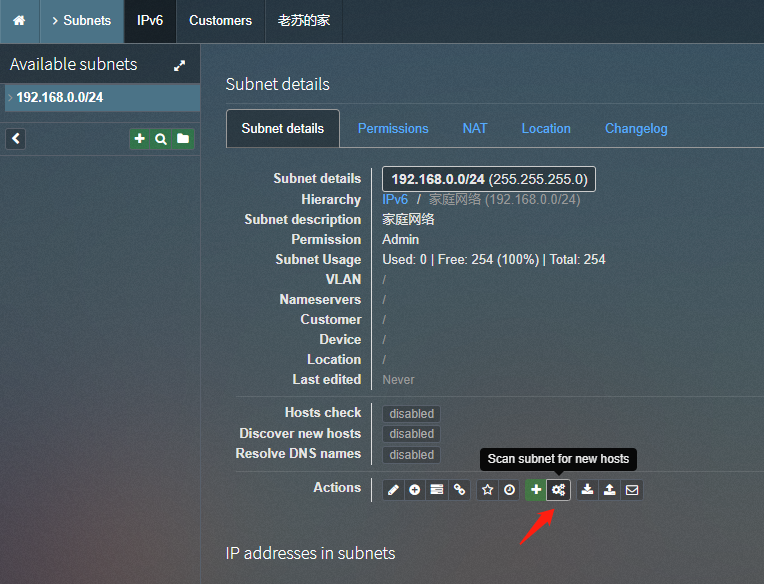 Subnets IPv6 Customers 老苏的家
Available subnets
192.168.0.0/24
Subnet details
Subnet details Permissions NAT Location Changelog
Subnet details 192.168.0.0/24 (255.255.255.0)
Hierarchy IPv6 / 家庭网络 (192.168.0.0/24)
Subnet description 家庭网络
Permission Admin
Subnet Usage Used: 0 | Free: 254 (100%) | Total: 254
VLAN /
Nameservers /
Customer /
Device /
Location /
Last edited Never
Hosts check disabled
Discover new hosts disabled
Resolve DNS names disabled
Scan subnet for new hosts
Actions
IP addresses in subnets